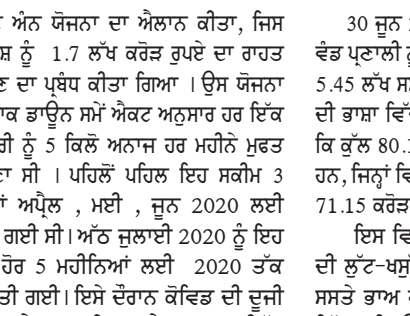 ਅੰਨ ਯੋਜਨਾ ਦਾ ਐਲਾਨ ਕੀਤਾ, ਜਿਸ
ਨੂੰ 1.7 ਲੱਖ ਕਰੋੜ ਰੁਪਏ ਦਾ ਰਾਹਤ
ਦਾ ਪ੍ਰਬੰਧ ਕੀਤਾ ਗਿਆ । ਉਸ ਯੋਜਨਾ
ਡਾਊਨ ਸਮੇਂ ਐਕਟ ਅਨੁਸਾਰ ਹਰ ਇੱਕ
ਨੂੰ 5 ਕਿਲੋ ਅਨਾਜ ਹਰ ਮਹੀਨੇ ਮੁਫਤ
ਸੀ । ਪਹਿਲੋਂ ਪਹਿਲ ਇਹ ਸਕੀਮ 3
ਅਪ੍ਰੈਲ , ਮਈ , ਜੂਨ 2020 ਲਈ
ਗਈ ਸੀ। ਅੱਠ ਜੁਲਾਈ 2020 ਨੂੰ ਇਹ
ਹੋਰ 5 ਮਹੀਨਿਆਂ ਲਈ 2020 ਤੱਕ
ਗਈ। ਇਸੇ ਦੌਰਾਨ ਕੋਵਿਡ ਦੀ ਦੂਜੀ
30 ਜੂਨ
ਵੰਡ ਪ੍ਰਣਾਲੀ
5.45 ਲੱਖ
ਦੀ ਭਾਸ਼ਾ
ਕਿ ਕੁੱਲ 80.
ਹਨ, ਜਿਨ੍ਹਾਂ
71.15 ਕਰੋੜ
ਇਸ
ਦੀ ਲੁੱਟ-ਖਸੁੱ
ਸਸਤੇ ਭਾਅ